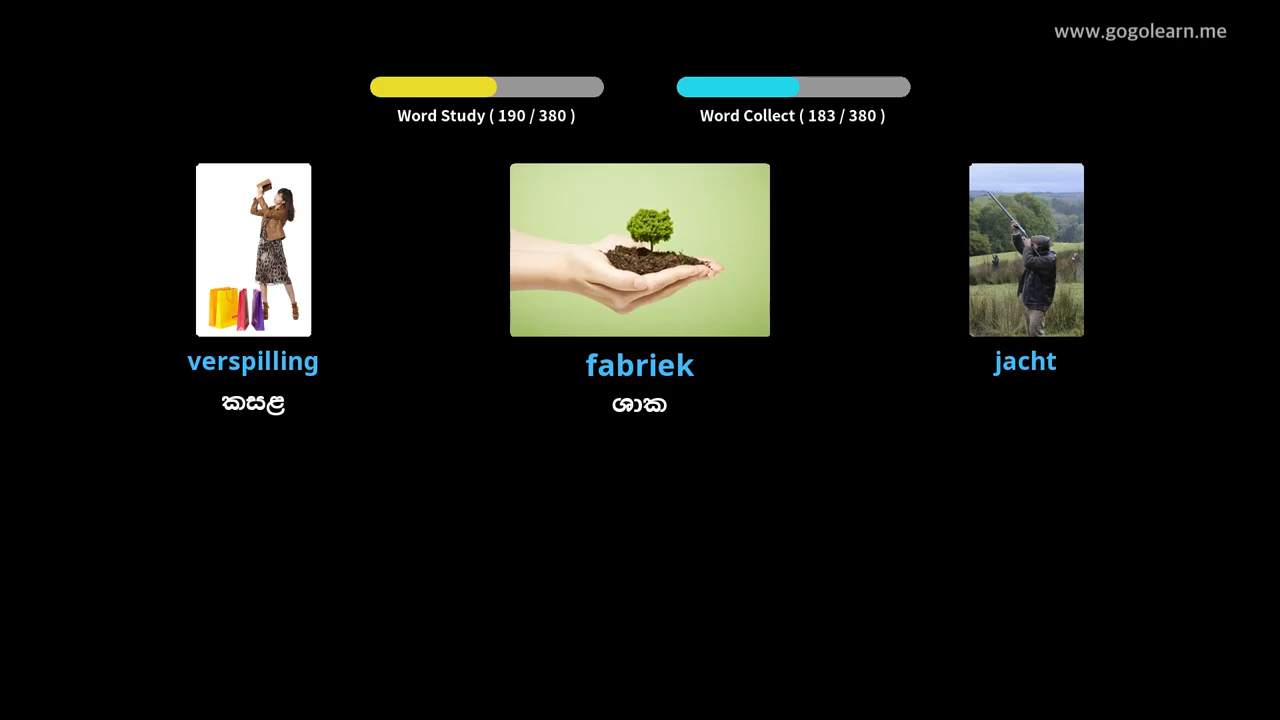 www.gogolearn.me
Word Study ( 190 / 380 )
Word Collect ( 183 / 380 )
verspilling
fabriek
jacht
කසළ
ශාක